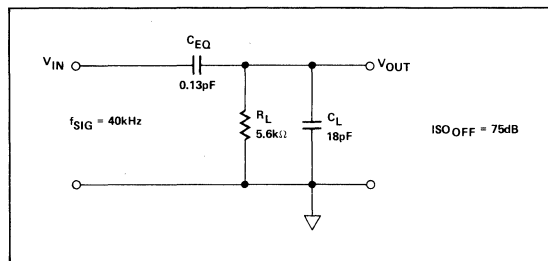 C_EQ
V_IN
V_OUT
0.13pF
f_SIG = 40kHz
R_L
5.6kΩ
C_L
18pF
ISO_OFF = 75dB